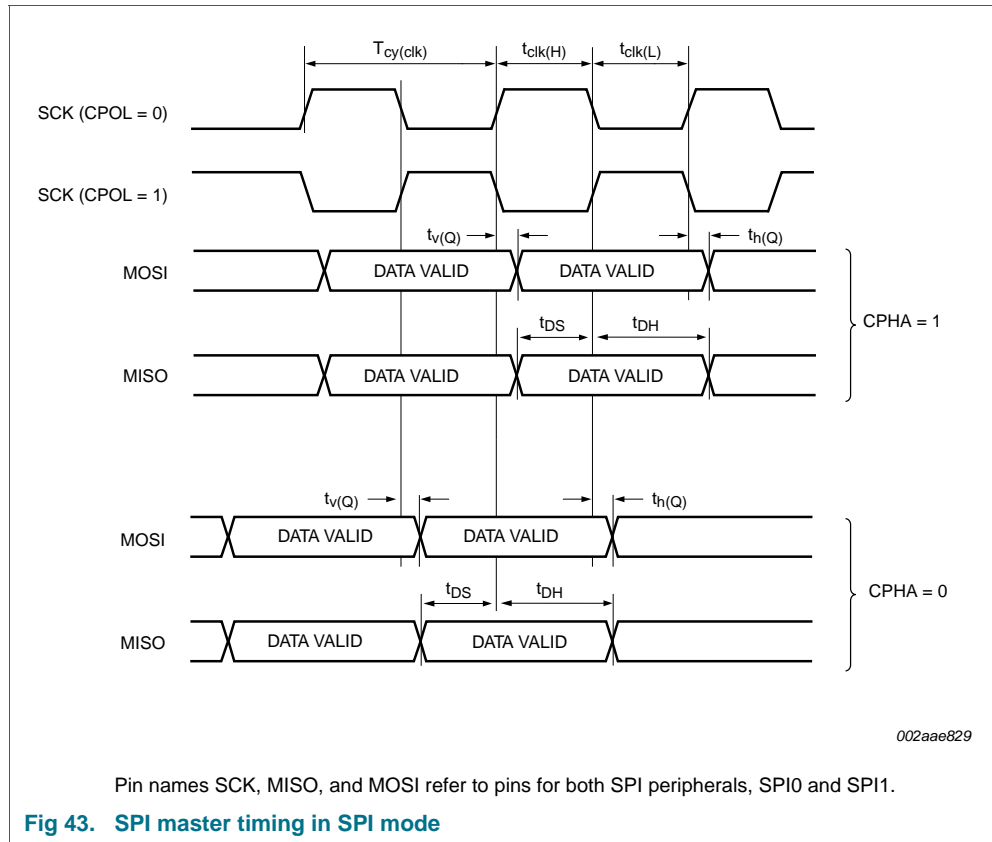 Tcy(clk) tclk(H) tclk(L)
SCK (CPOL = 0)
SCK (CPOL = 1)
tv(Q) th(Q)
MOSI DATA VALID DATA VALID
CPHA = 1
tDS tDH
MISO DATA VALID DATA VALID
tv(Q) th(Q)
MOSI DATA VALID DATA VALID
tDS tDH
CPHA = 0
MISO DATA VALID DATA VALID
002aae829
Pin names SCK, MISO, and MOSI refer to pins for both SPI peripherals, SPI0 and SPI1.
Fig 43. SPI master timing in SPI mode